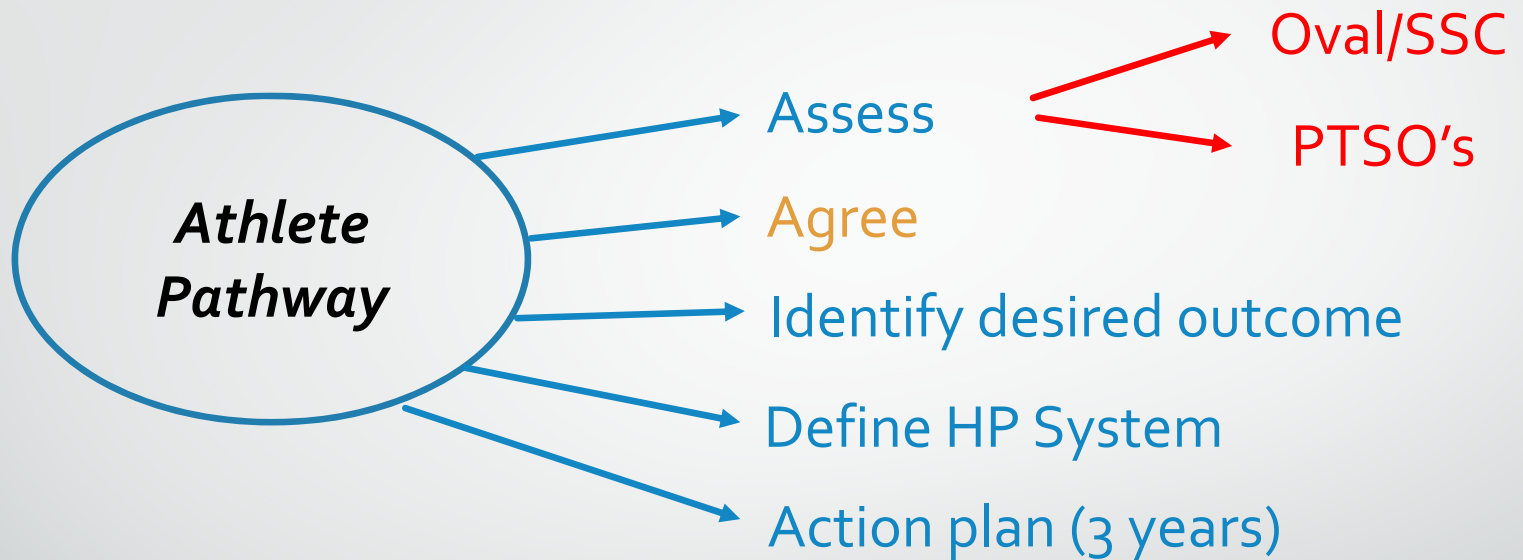 Oval/SSC
Assess
PTSO's
Athlete
Pathway
Agree
Identify desired outcome
Define HP System
Action plan (3 years)